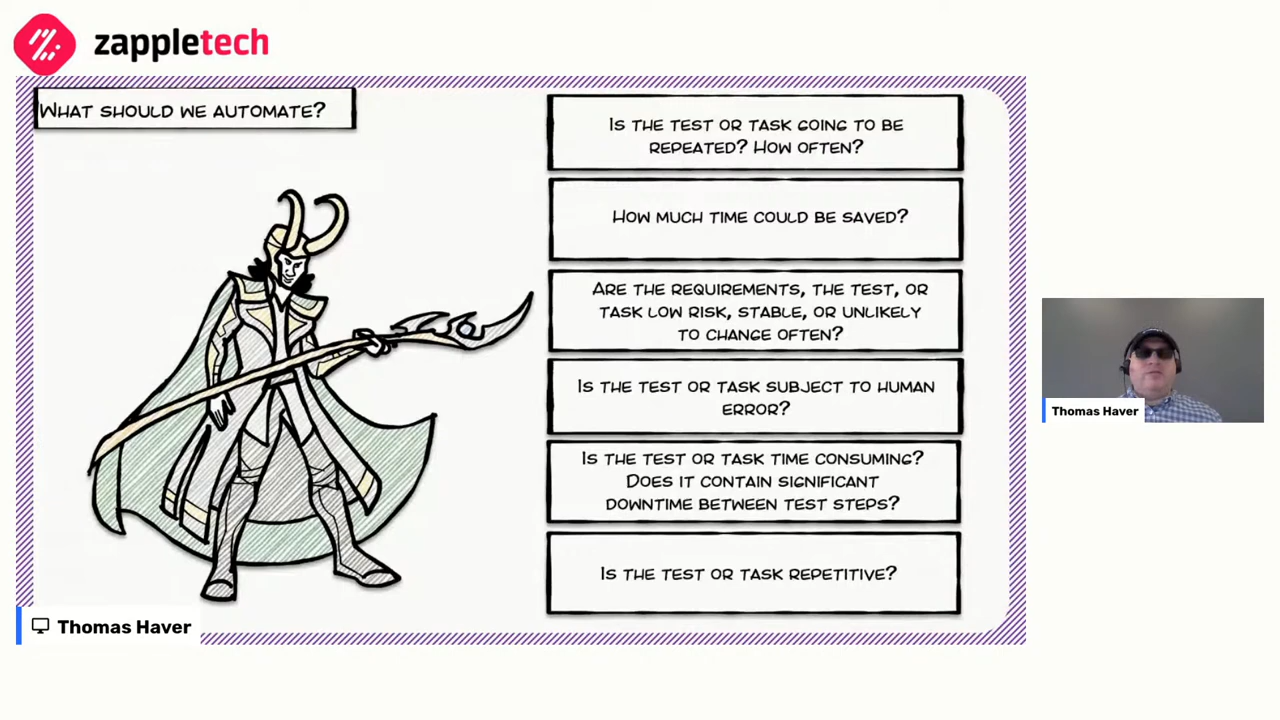 zappletech
What should we automate?
Is the test or task going to be
repeated? How often?
How much time could be saved?
Are the requirements, the test, or
task low risk, stable, or unlikely
to change often?
Is the test or task subject to human
error?
Is the test or task time consuming?
Does it contain significant
downtime between test steps?
Is the test or task repetitive?
Thomas Haver
Thomas Haver